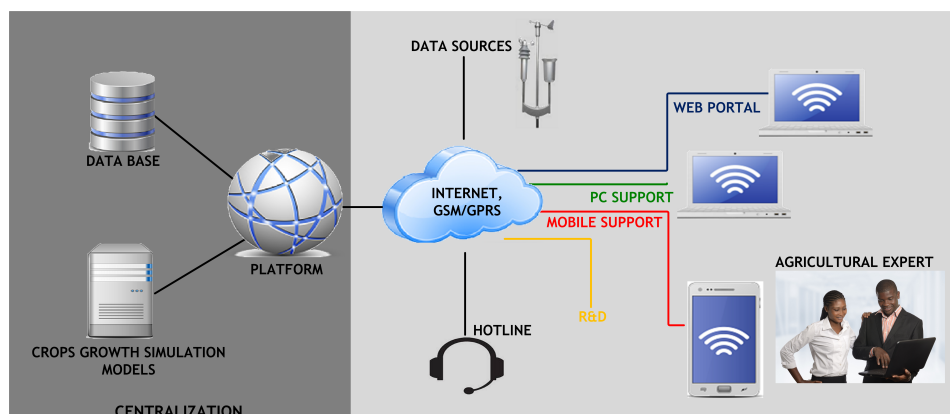 DATA SOURCES
WEB PORTAL
DATA BASE
INTERNET,
GSM/GPRS
PC SUPPORT
MOBILE SUPPORT
PLATFORM
AGRICULTURAL EXPERT
R&D
HOTLINE
CROPS GROWTH SIMULATION
MODELS
CENTRALIZATION